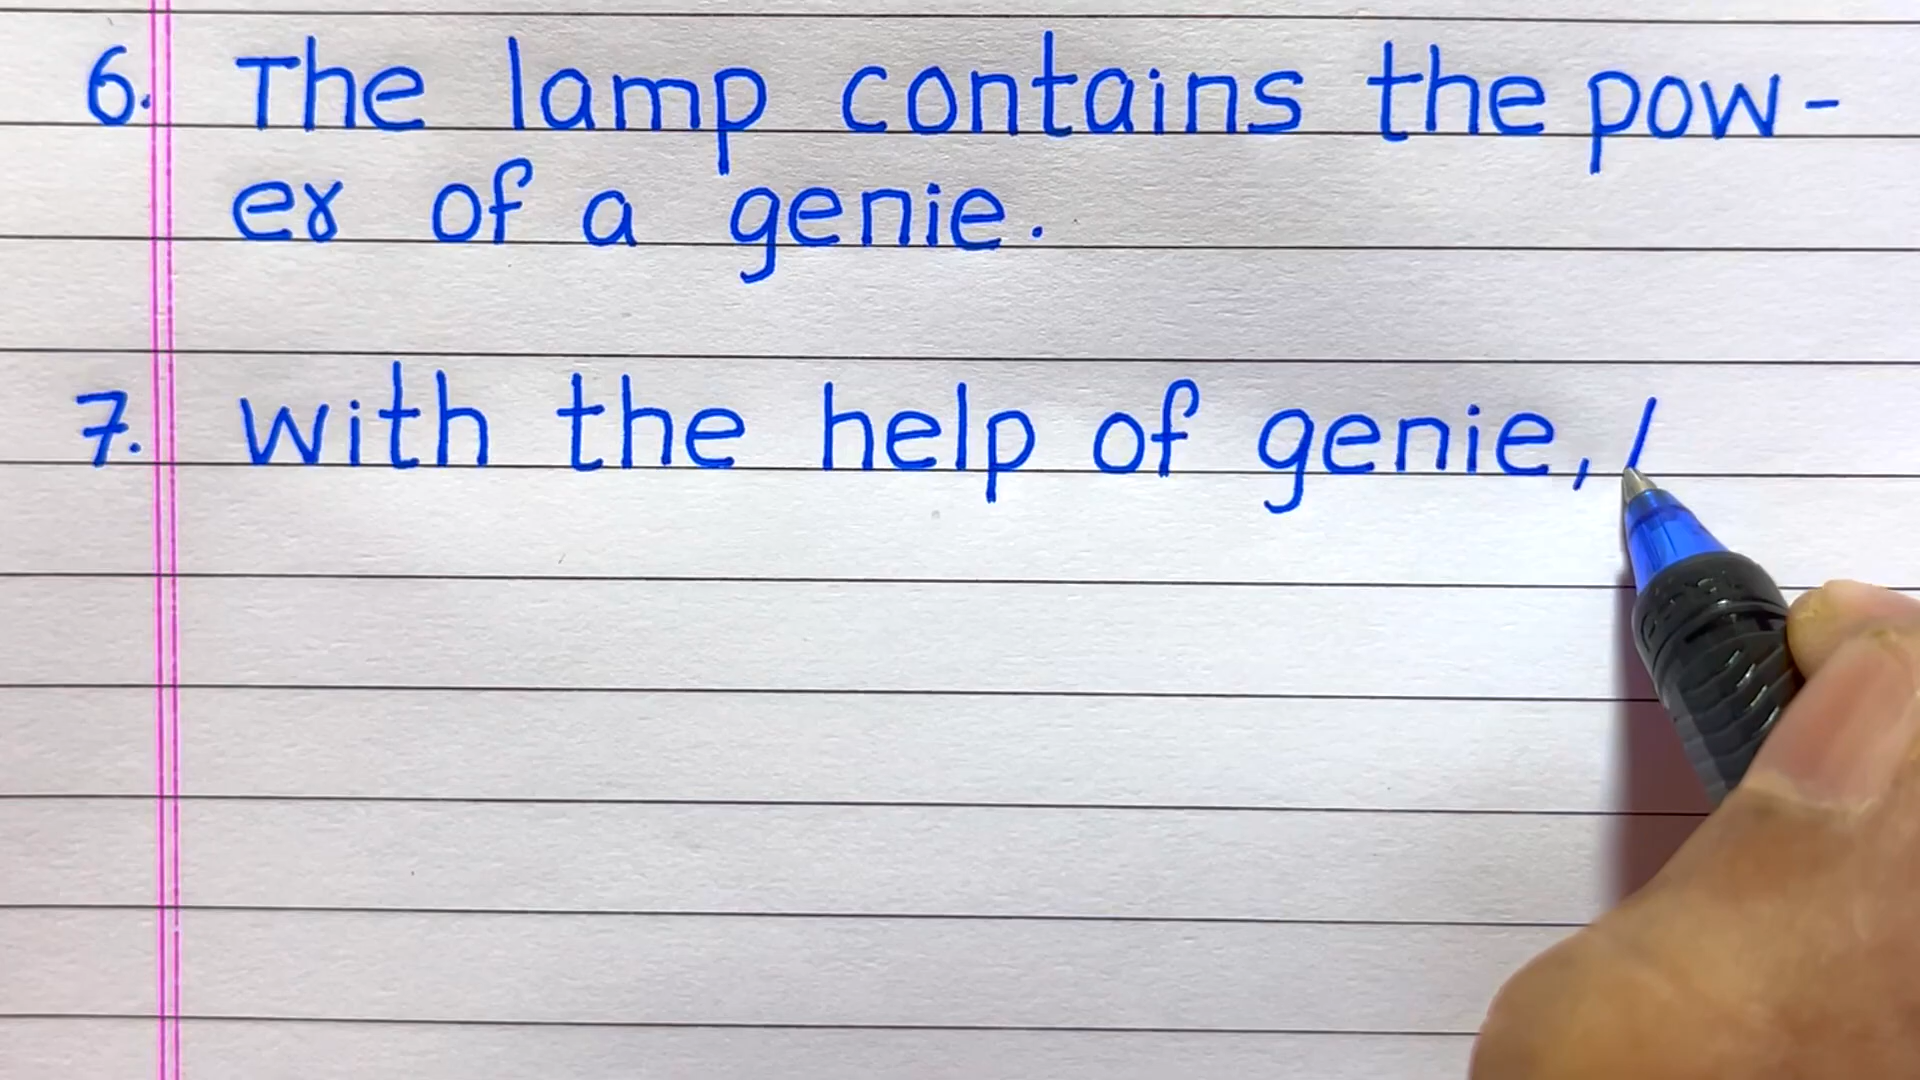 6. The lamp contains the pow-
er of a genie.
7. With the help of genie,